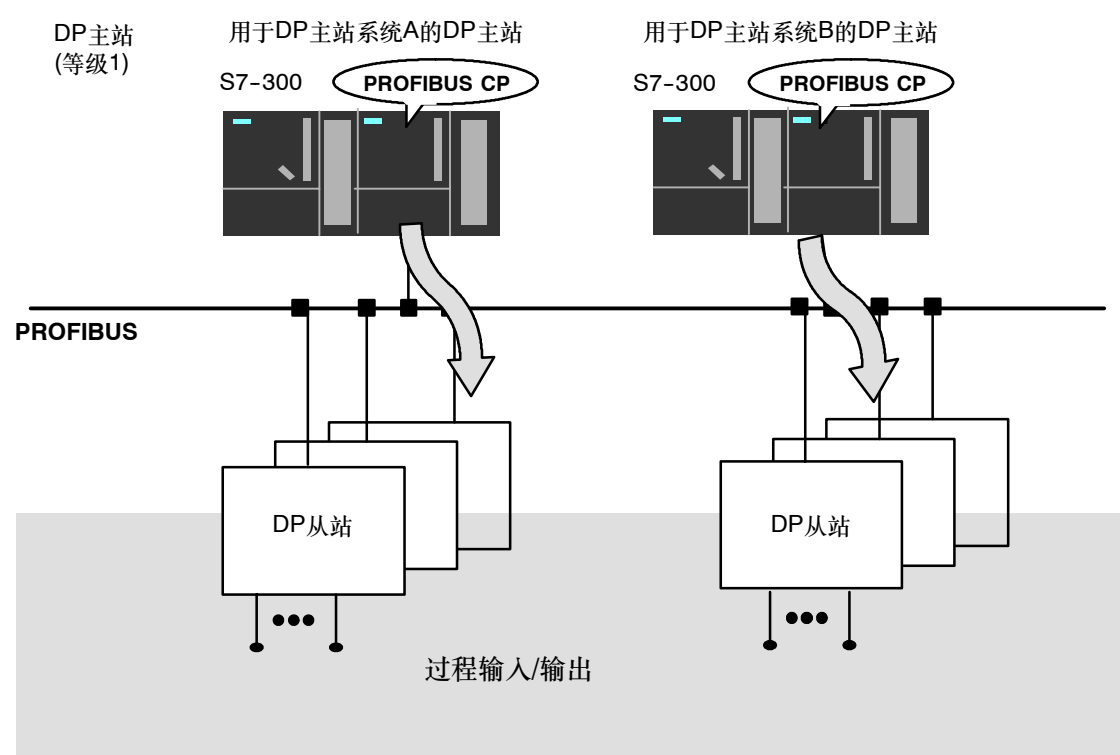 DP主站
(等级1)
用于DP主站系统A的DP主站
用于DP主站系统B的DP主站
S7-300
PROFIBUS CP
S7-300
PROFIBUS CP
PROFIBUS
DP从站
DP从站
过程输入/输出